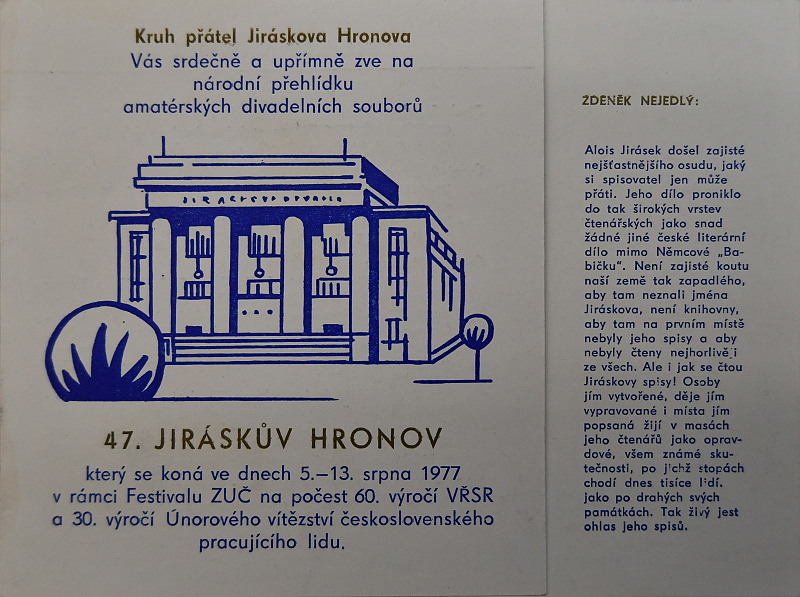 Kruh přátel Jiráskova Hronova
Vás srdečně a upřímně zve na
národní přehlídku
amatérských divadelních souborů
JIRÁSKOVO DIVADLO
47. JIRÁSKŮV HRONOV
který se koná ve dnech 5.–13. srpna 1977
v rámci Festivalu ZUČ na počest 60. výročí VŘSR
a 30. výročí Únorového vítězství československého
pracujícího lidu.
ZDENĚK NEJEDLÝ:
Alois Jirásek došel zajisté
nejšťastnějšího osudu, jaký
si spisovatel jen může
přáti. Jeho dílo proniklo
do tak širokých vrstev
čtenářských jako snad
žádné jiné české literární
dílo mimo Němcové „Ba-
bičku“. Není zajisté koutu
naší země tak zapadlého,
aby tam neznali jména
Jiráskova, není knihovny,
aby tam na prvním místě
nebyly jeho spisy a aby
nebyly čteny nejhorlivěji
ze všech. Ale i jak se čtou
Jiráskovy spisy! Osoby
jím vytvořené, děje jím
vypravované i místa jím
popsaná žijí v masách
jeho čtenářů jako oprav-
dové, všem známé sku-
tečnosti, po jichž stopách
chodí dnes tisíce lidí.
jako po drahých svých
památkách. Tak živý jest
ohlas jeho spisů.